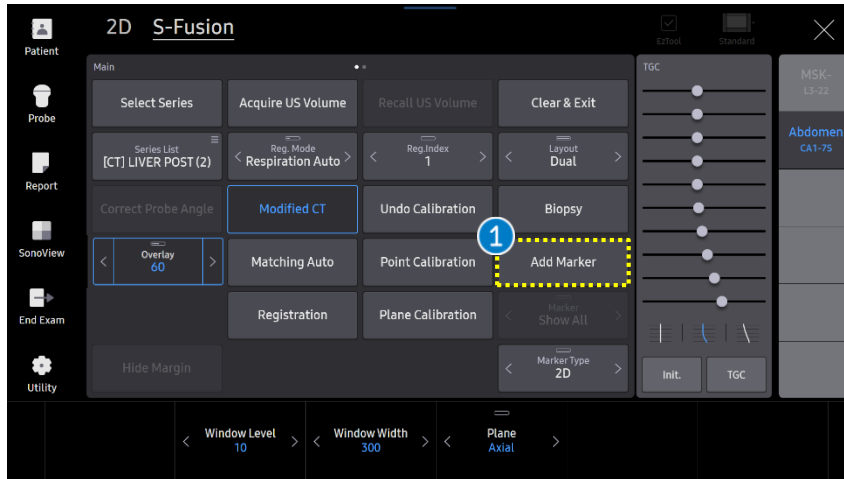 2D S-Fusion
EzTool
Standard
Patient
Probe
Report
SonoView
End Exam
Utility
Main
Select Series
Acquire US Volume
Recall US Volume
Clear & Exit
Series List
[CT] LIVER POST (2)
Reg. Mode
Respiration Auto
Reg.Index
1
Layout
Dual
Correct Probe Angle
Modified CT
Undo Calibration
Biopsy
1
Overlay
60
Matching Auto
Point Calibration
Add Marker
Registration
Plane Calibration
Marker
Show All
Hide Margin
Marker Type
2D
TGC
Init.
TGC
MSK-
L3-22
Abdomen
CA1-7S
Window Level
10
Window Width
300
Plane
Axial